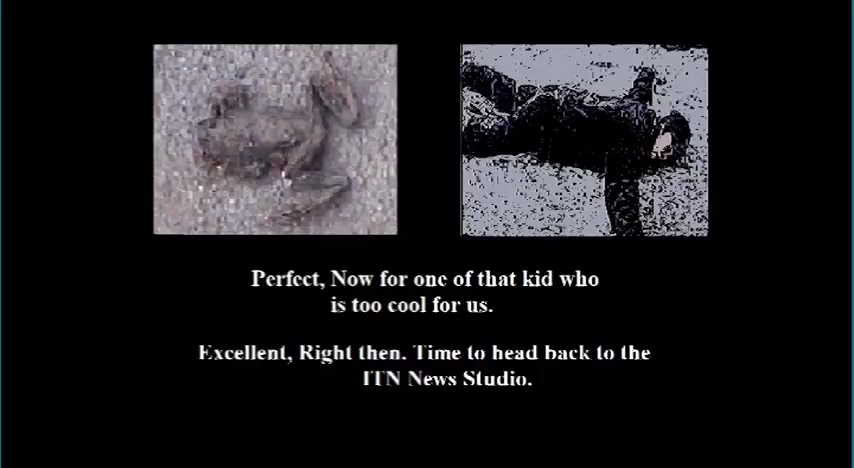 Perfect, Now for one of that kid who
is too cool for us.
Excellent, Right then. Time to head back to the
ITN News Studio.